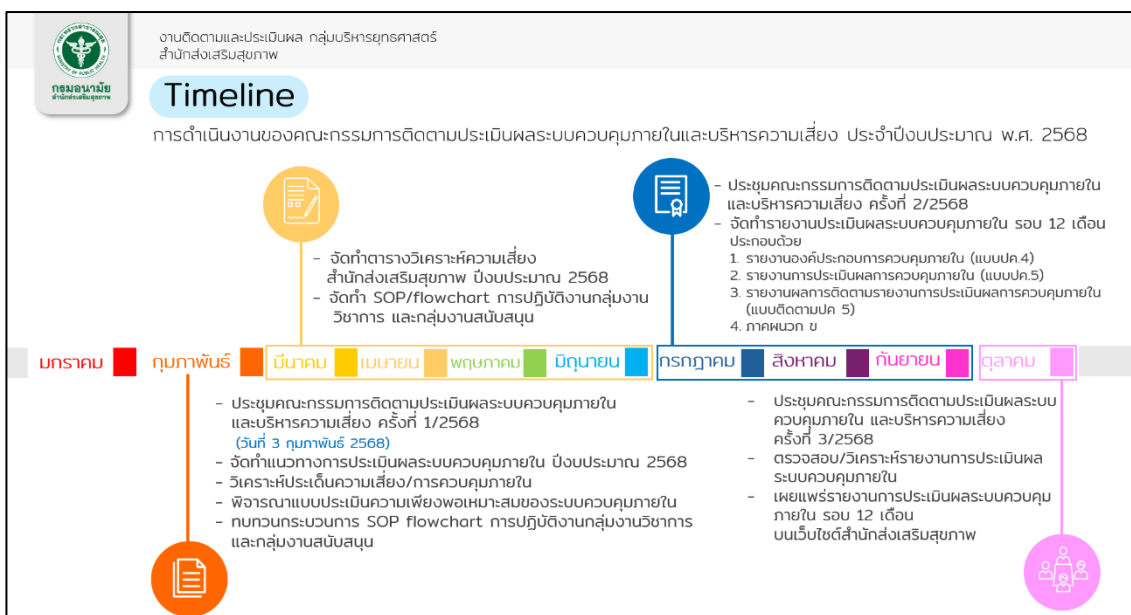 งานติดตามและประเมินผล กลุ่มบริหารยุทธศาสตร์
สำนักส่งเสริมสุขภาพ
กรมอนามัย
สำนักส่งเสริมสุขภาพ
Timeline
การดำเนินงานของคณะกรรมการติดตามประเมินผลระบบควบคุมภายในและบริหารความเสี่ยง ประจำปีงบประมาณ พ.ศ. 2568
- จัดทำตารางวิเคราะห์ความเสี่ยง
สำนักส่งเสริมสุขภาพ ปีงบประมาณ 2568
- จัดทำ SOP/flowchart การปฏิบัติงานกลุ่มงาน
วิชาการ และกลุ่มงานสนับสนุน
- ประชุมคณะกรรมการติดตามประเมินผลระบบควบคุมภายใน
และบริหารความเสี่ยง ครั้งที่ 2/2568
- จัดทำรายงานประเมินผลระบบควบคุมภายใน รอบ 12 เดือน
ประกอบด้วย
1. รายงานองค์ประกอบการควบคุมภายใน (แบบปค.4)
2. รายงานการประเมินผลการควบคุมภายใน (แบบปค.5)
3. รายงานผลการติดตามรายงานการประเมินผลการควบคุมภายใน
(แบบติดตามปค 5)
4. ภาคผนวก ข
มกราคม กุมภาพันธ์ มีนาคม เมษายน พฤษภาคม มิถุนายน กรกฎาคม สิงหาคม กันยายน ตุลาคม
- ประชุมคณะกรรมการติดตามประเมินผลระบบควบคุมภายใน
และบริหารความเสี่ยง ครั้งที่ 1/2568
(วันที่ 3 กุมภาพันธ์ 2568)
- จัดทำแนวทางการประเมินผลระบบควบคุมภายใน ปีงบประมาณ 2568
- วิเคราะห์ประเด็นความเสี่ยง/การควบคุมภายใน
- พิจารณาแบบประเมินความเพียงพอเหมาะสมของระบบควบคุมภายใน
- ทบทวนกระบวนการ SOP flowchart การปฏิบัติงานกลุ่มงานวิชาการ
และกลุ่มงานสนับสนุน
- ประชุมคณะกรรมการติดตามประเมินผลระบบ
ควบคุมภายใน และบริหารความเสี่ยง
ครั้งที่ 3/2568
- ตรวจสอบ/วิเคราะห์รายงานการประเมินผล
ระบบควบคุมภายใน
- เผยแพร่รายงานการประเมินผลระบบควบคุม
ภายใน รอบ 12 เดือน
บนเว็บไซต์สำนักส่งเสริมสุขภาพ